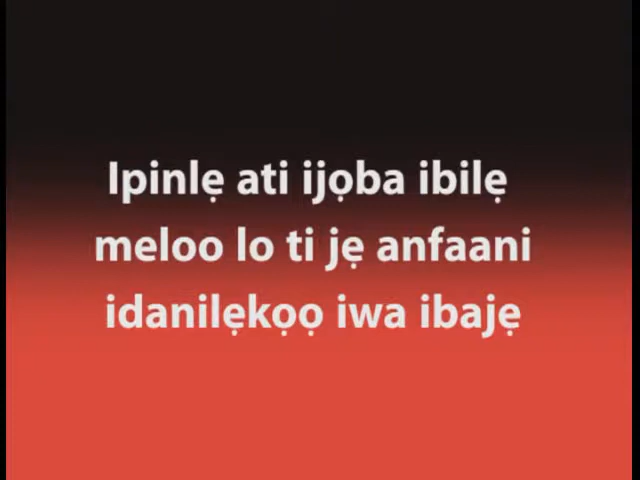 Ipinlẹ ati ijọba ibilẹ
meloo lo ti jẹ anfaani
idanilẹkọọ iwa ibajẹ